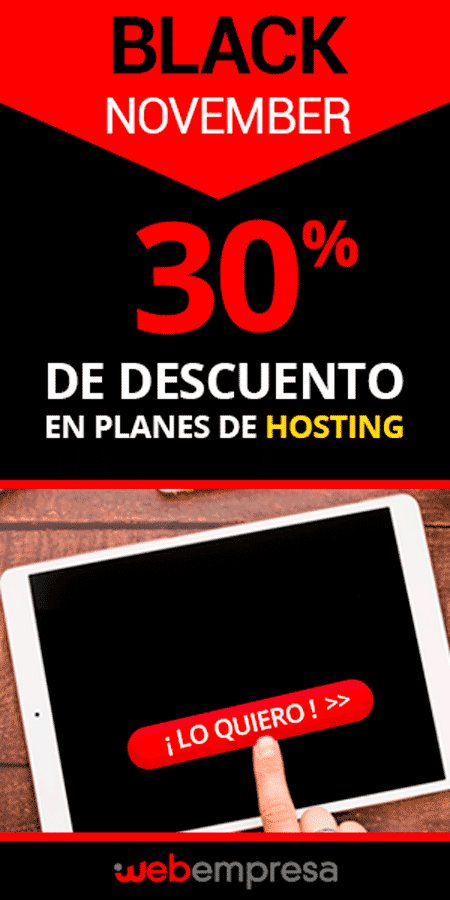 BLACK
NOVEMBER
30%
DE DESCUENTO
EN PLANES DE HOSTING
¡LO QUIERO! >>
webempresa